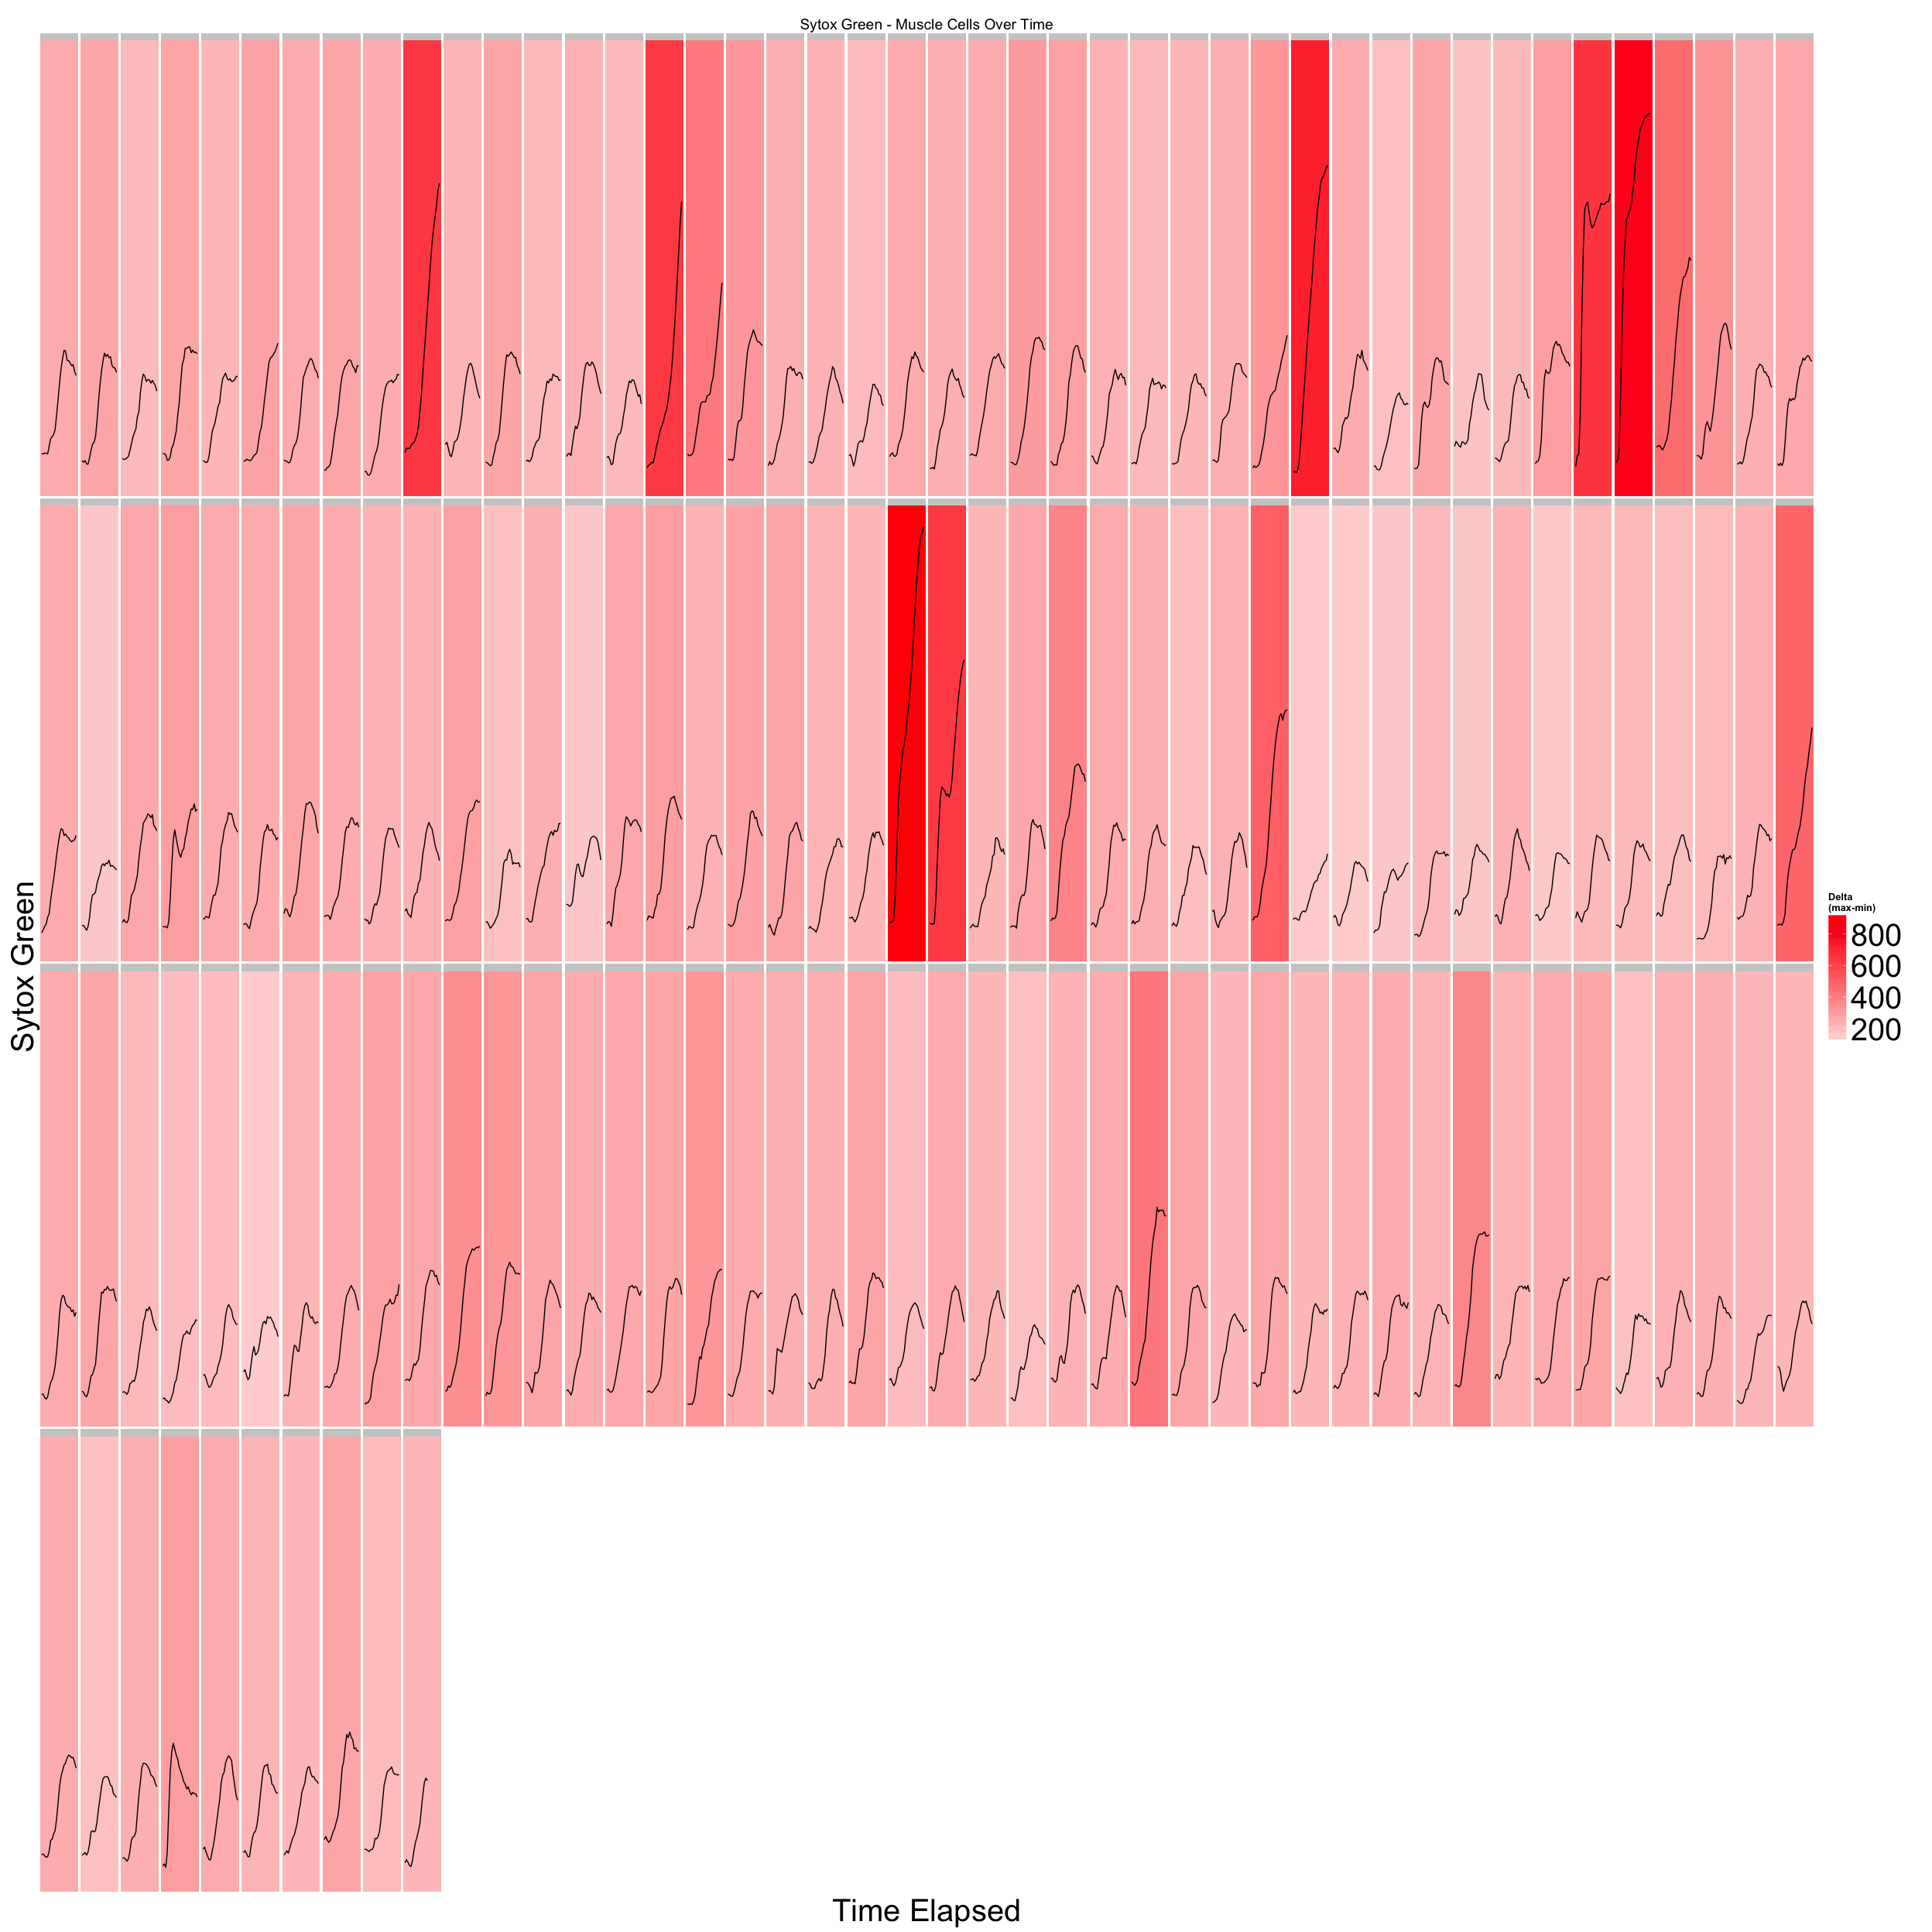 Sytox Green - Muscle Cells Over Time
Sytox Green
Delta
(max-min)
800
600
400
200
Time Elapsed